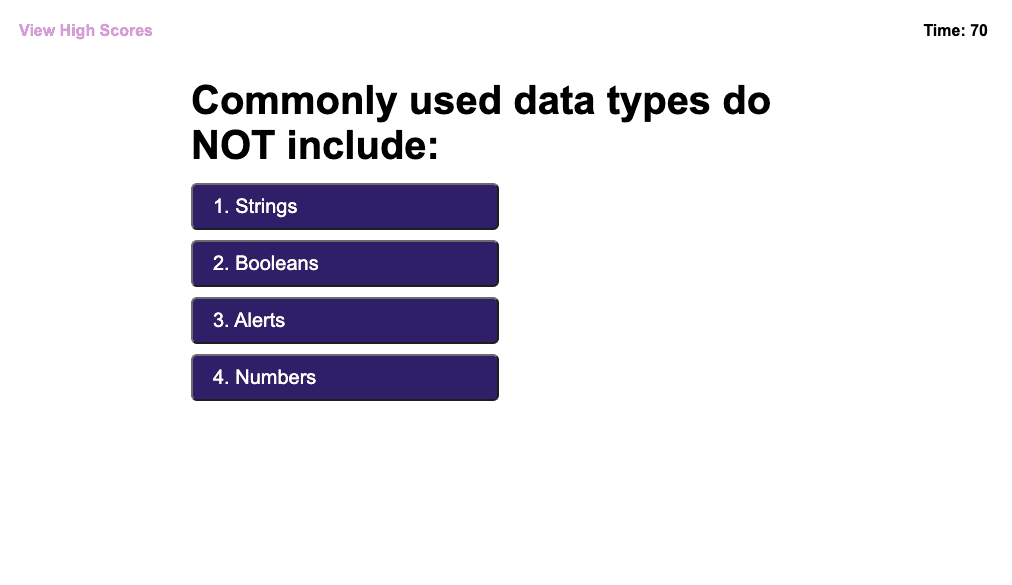 View High Scores
Time: 70
Commonly used data types do
NOT include:
1. Strings
2. Booleans
3. Alerts
4. Numbers